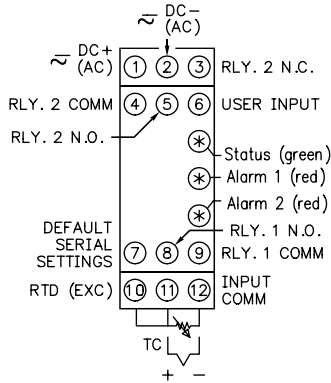 DC-
(AC)
DC+
(AC)
1 2 3 RLY. 2 N.C.
RLY. 2 COMM 4 5 6 USER INPUT
RLY. 2 N.O.
* Status (green)
* Alarm 1 (red)
* Alarm 2 (red)
RLY. 1 N.O.
DEFAULT
SERIAL
SETTINGS
7 8 9 RLY. 1 COMM
RTD (EXC) 10 11 12 INPUT
COMM
TC
+ −